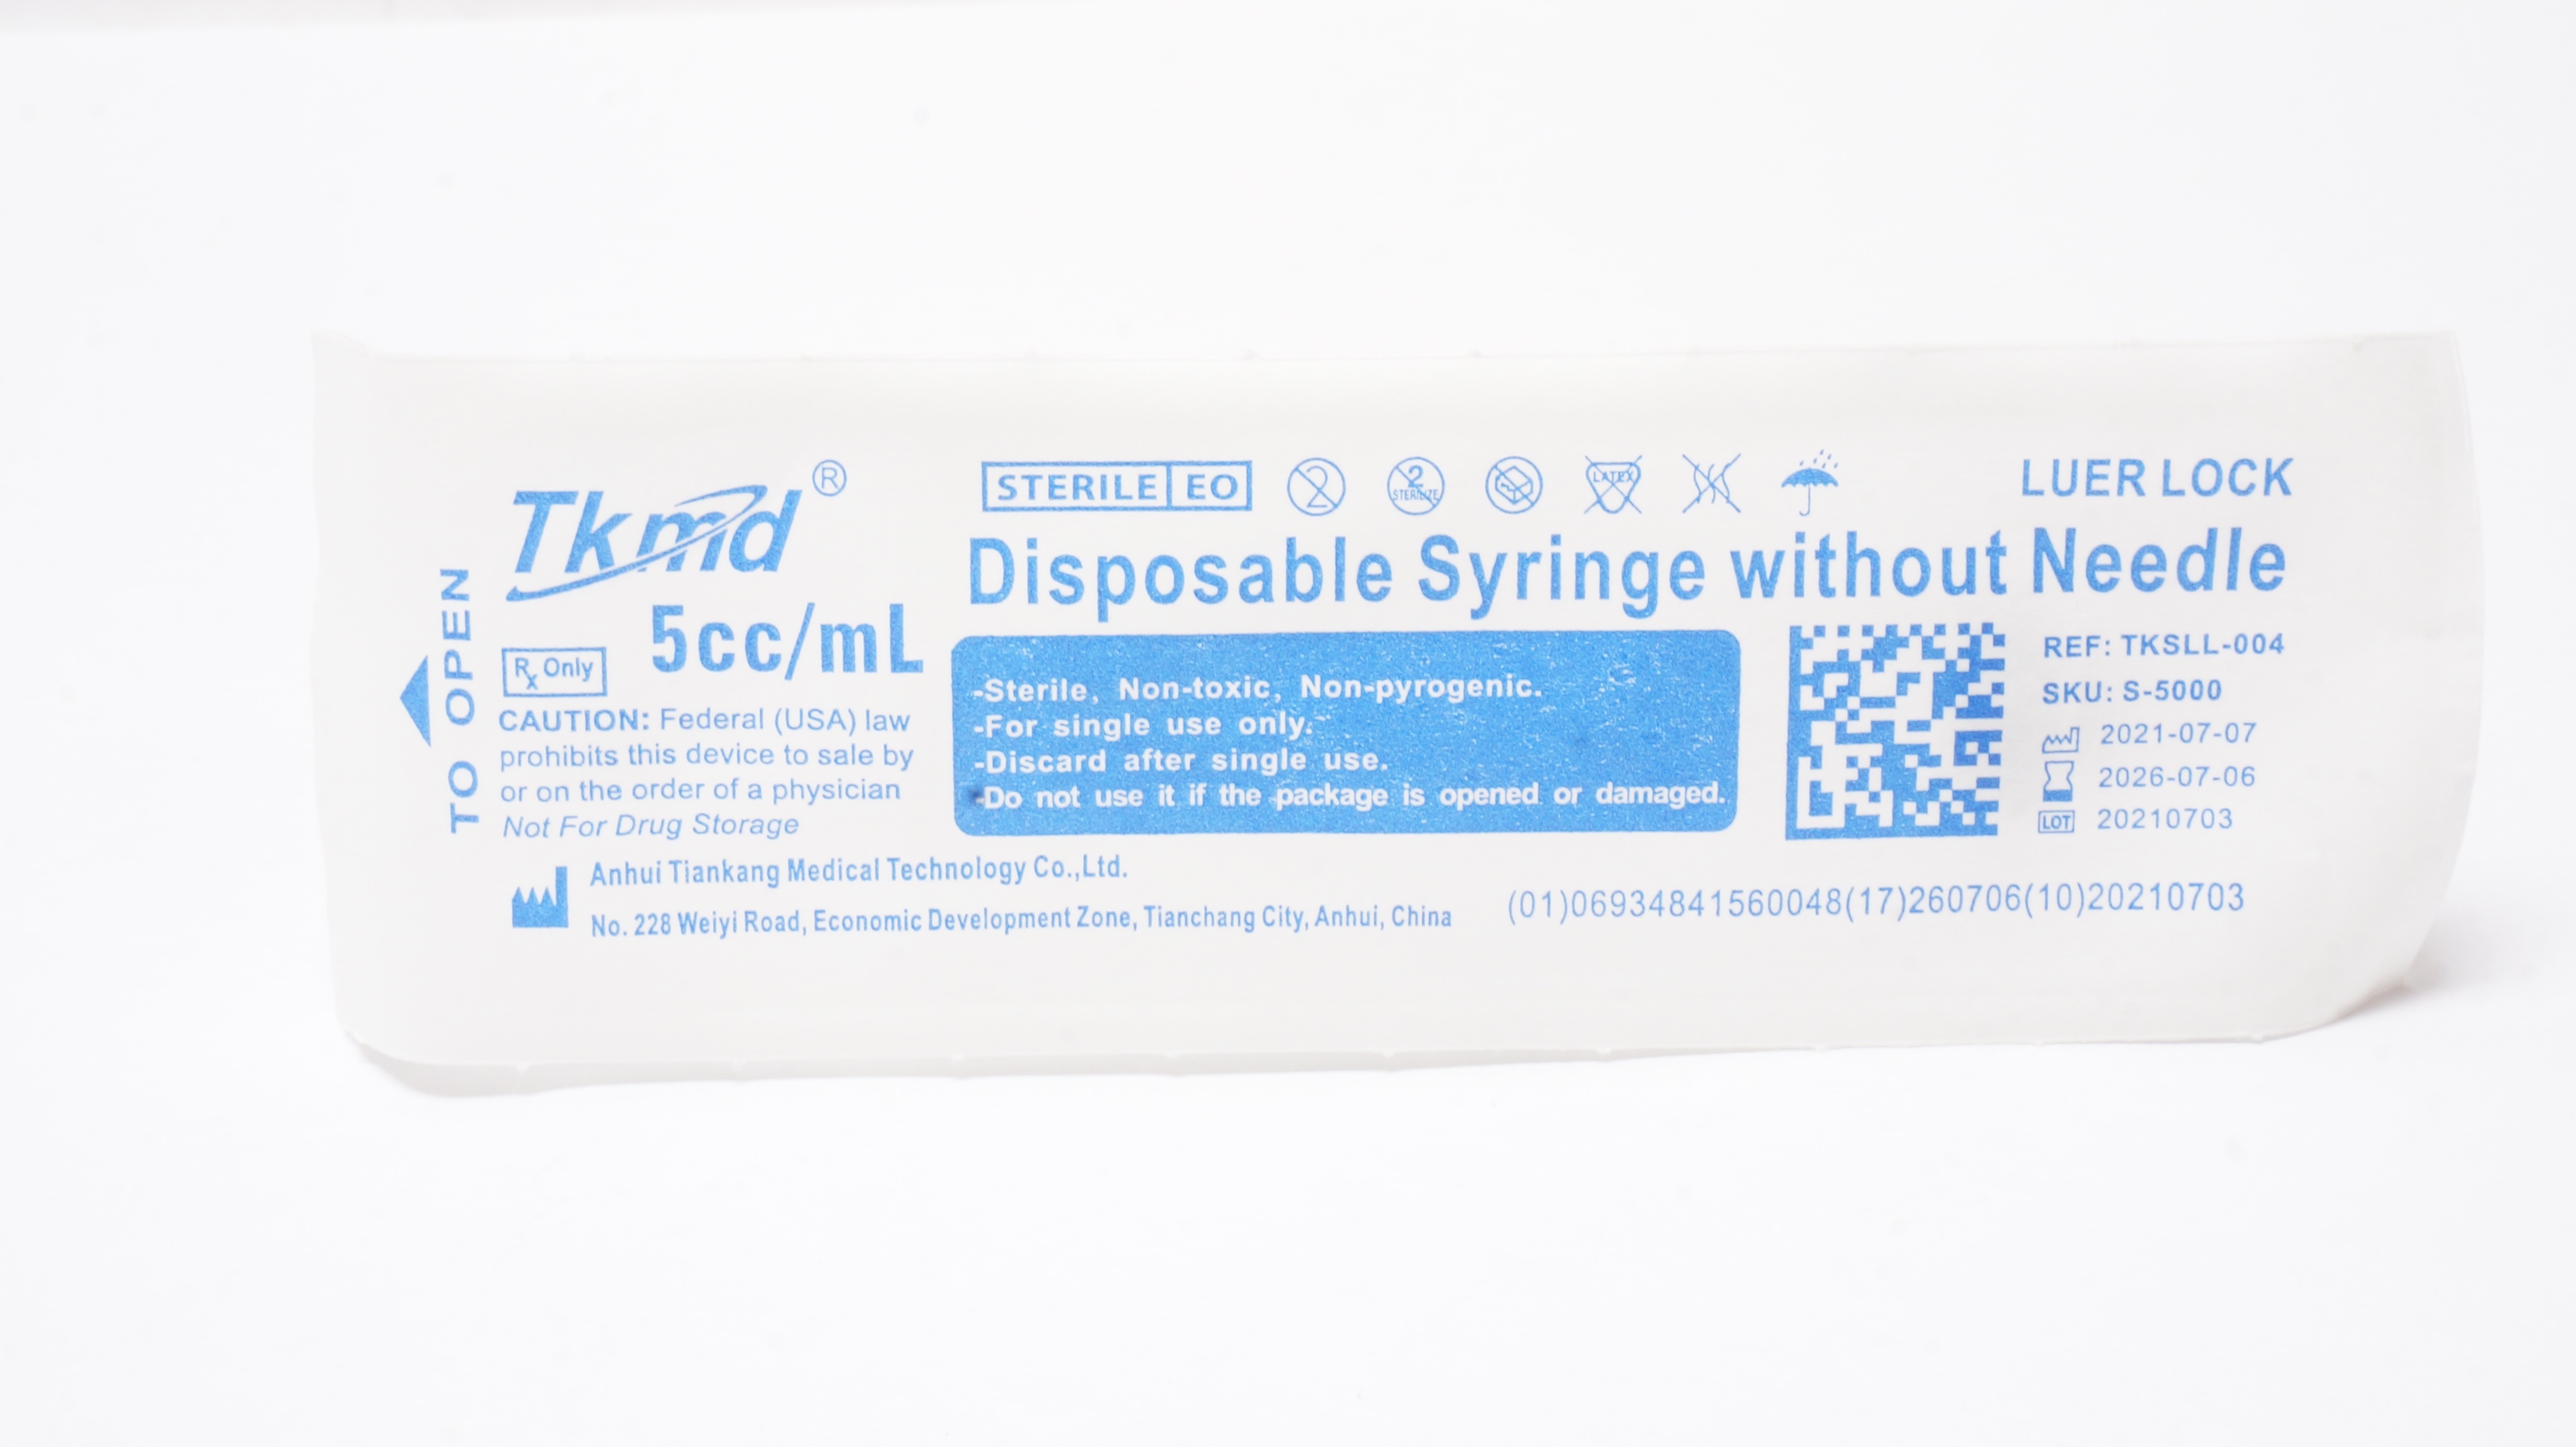 TO OPEN
Tkmd®
5cc/mL
Rx Only
CAUTION: Federal (USA) law
prohibits this device to sale by
or on the order of a physician
Not For Drug Storage
STERILE EO
2
2
STERILIZE
LATEX
LUER LOCK
Disposable Syringe without Needle
-Sterile, Non-toxic, Non-pyrogenic.
-For single use only.
-Discard after single use.
-Do not use it if the package is opened or damaged.
REF: TKSLL-004
SKU: S-5000
2021-07-07
2026-07-06
LOT 20210703
Anhui Tiankang Medical Technology Co.,Ltd.
No. 228 Weiyi Road, Economic Development Zone, Tianchang City, Anhui, China
(01)06934841560048(17)260706(10)20210703